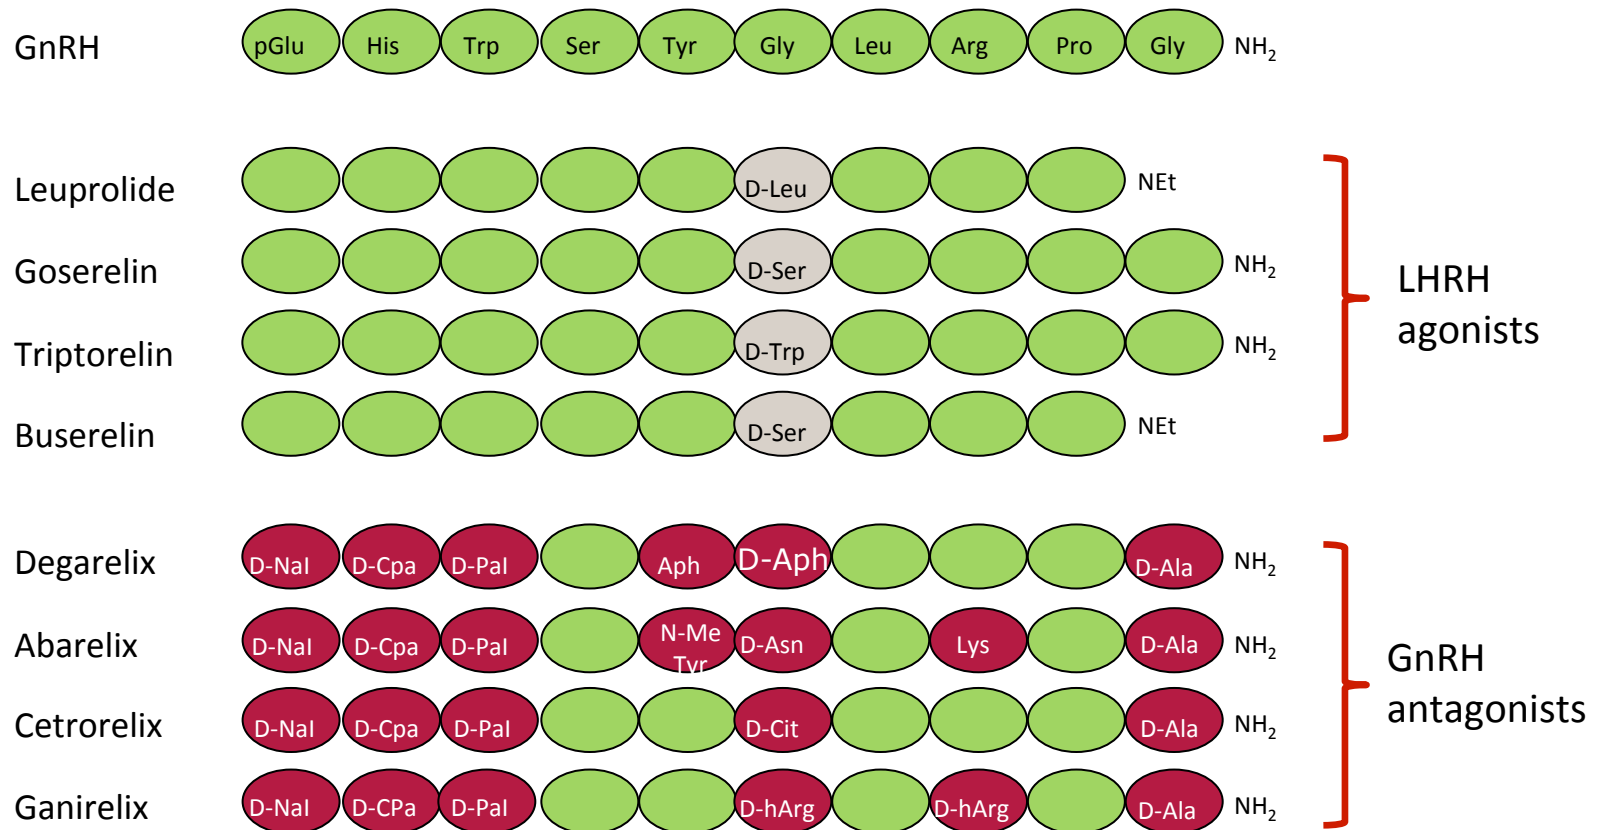 GnRH pGlu His Trp Ser Tyr Gly Leu Arg Pro Gly NH₂
Leuprolide D-Leu NEt
Goserelin D-Ser NH₂
Triptorelin D-Trp NH₂
Buserelin D-Ser NEt
LHRH
agonists
Degarelix D-Nal D-Cpa D-Pal Aph D-Aph D-Ala NH₂
Abarelix D-Nal D-Cpa D-Pal N-Me Tyr D-Asn Lys D-Ala NH₂
Cetrorelix D-Nal D-Cpa D-Pal D-Cit D-Ala NH₂
Ganirelix D-Nal D-CPa D-Pal D-hArg D-hArg D-Ala NH₂
GnRH
antagonists